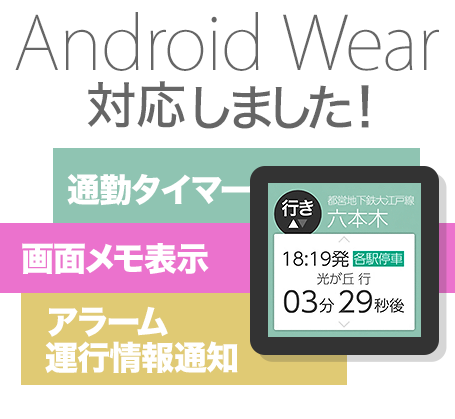 Android Wear
対応しました!
通勤タイマー
画面メモ表示
アラーム
運行情報通知
行き
▲▼
都営地下鉄大江戸線
六本木
18:19発 各駅停車
光が丘 行
03分29秒後